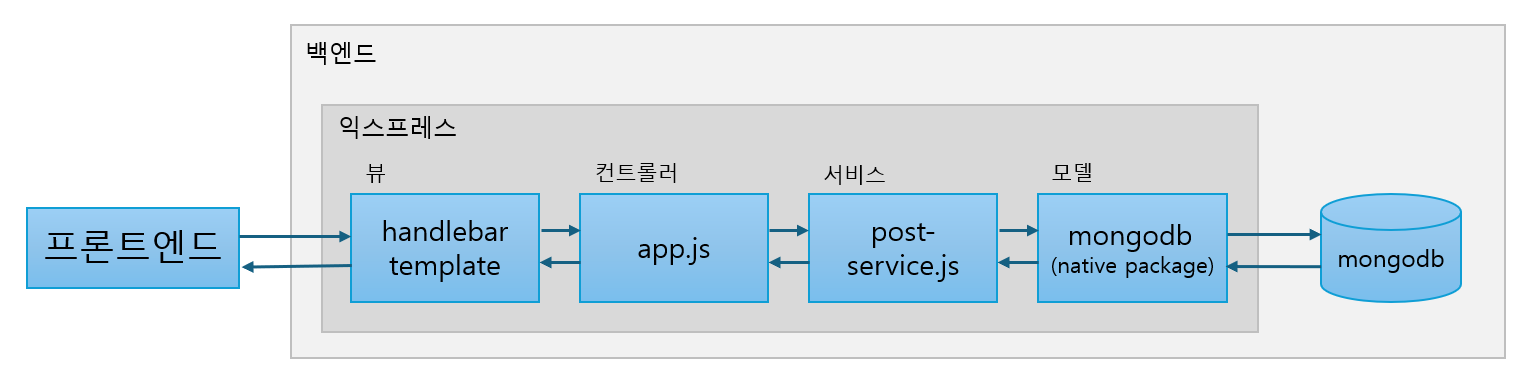 백엔드
익스프레스
뷰
컨트롤러
서비스
모델
프론트엔드
handlebar
template
app.js
post-
service.js
mongodb
(native package)
mongodb